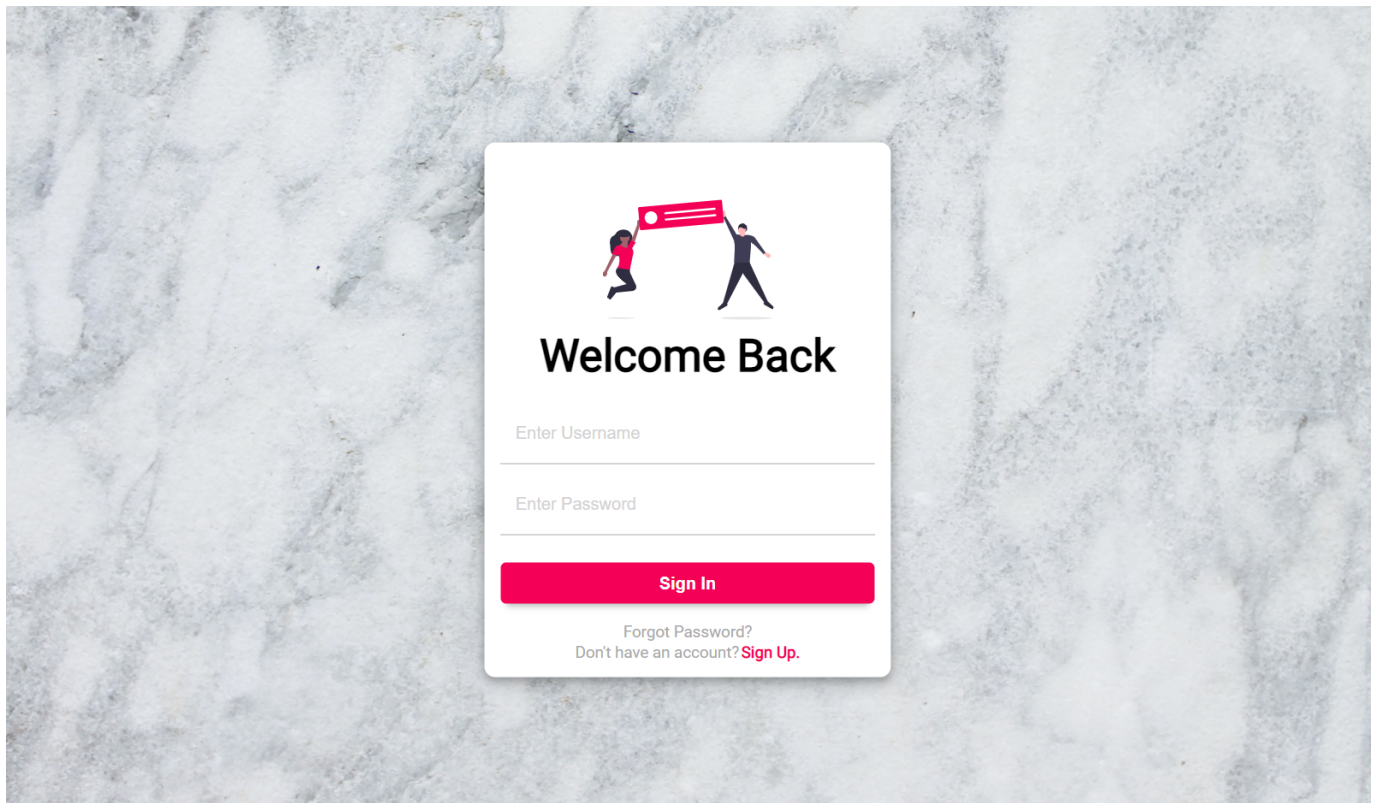 Welcome Back
Enter Username
Enter Password
Sign In
Forgot Password?
Don't have an account? Sign Up.